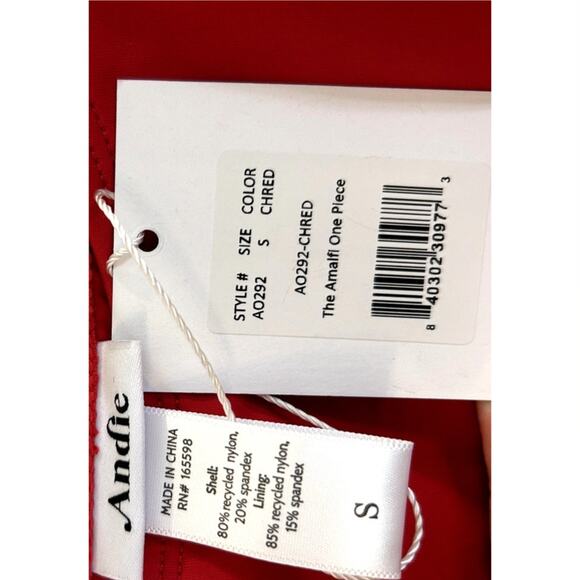 STYLE # SIZE COLOR
AO292 S CHRED
AO292-CHRED
The Amalfi One Piece
8 40302 30977 3
Andie
MADE IN CHINA
RN# 165598
Shell:
80% recycled nylon,
20% spandex
Lining:
85% recycled nylon,
15% spandex
S